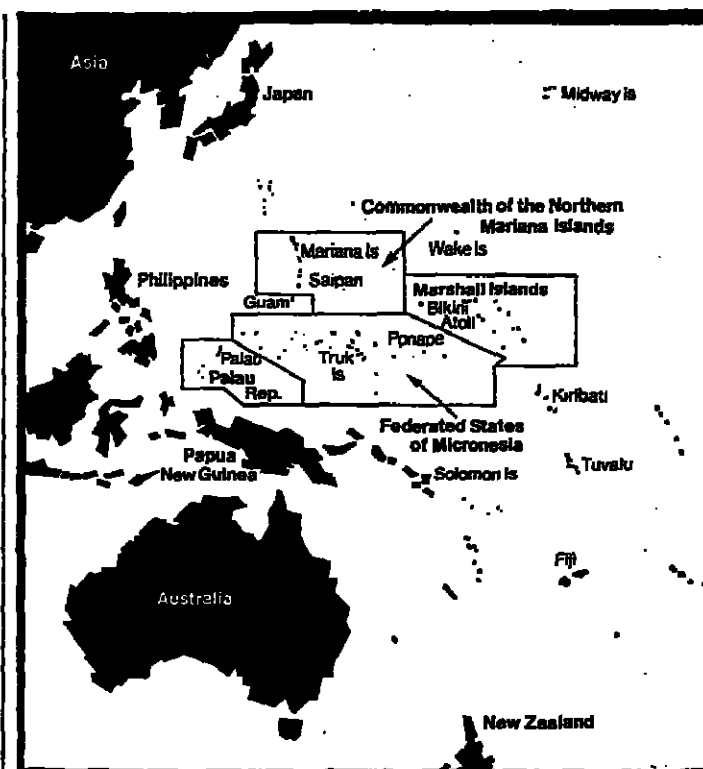 Asia
Japan
Midway is
Commonwealth of the Northern
Mariana Islands
Mariana Is
Wake Is
Philippines
Saipan
Marshall Islands
Guam
Bikini
Atoll
Ponape
Palau
Truk
Is
Palau
Rep.
Kiribati
Federated States
of Micronesia
Papua
New Guinea
Solomon Is
Tuvalu
Fiji
Australia
New Zealand